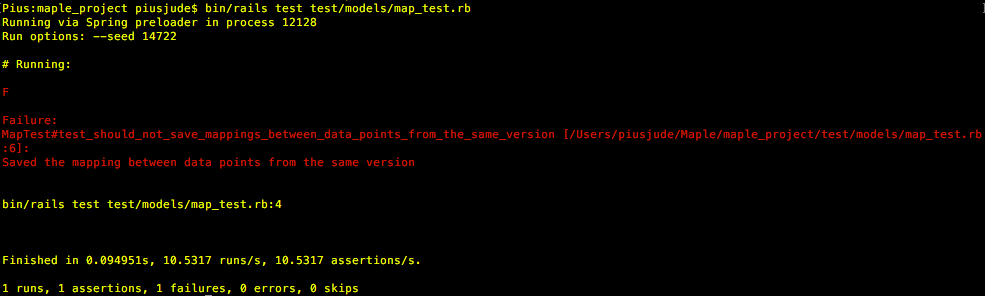 [Pius:maple_project piusjude$ bin/rails test test/models/map_test.rb ]
Running via Spring preloader in process 12128
Run options: --seed 14722
# Running:
F
Failure:
MapTest#test_should_not_save_mappings_between_data_points_from_the_same_version [/Users/piusjude/Maple/maple_project/test/models/map_test.rb
:6]:
Saved the mapping between data points from the same version
bin/rails test test/models/map_test.rb:4
Finished in 0.094951s, 10.5317 runs/s, 10.5317 assertions/s.
1 runs, 1 assertions, 1 failures, 0 errors, 0 skips